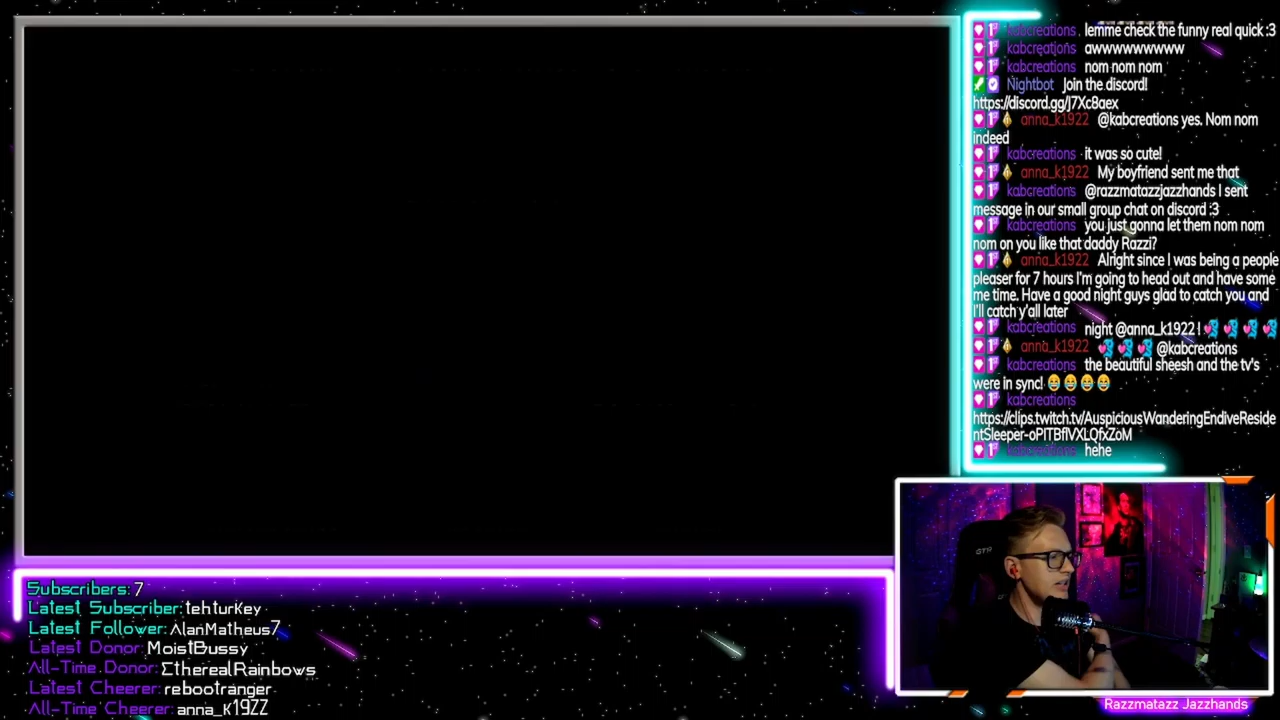 kabcreations lemme check the funny real quick :3
kabcreations awwwwwwwww
kabcreations nom nom nom
Nightbot Join the discord!
https://discord.gg/J7Xc8aex
anna_k1922 @kabcreations yes. Nom nom
indeed
kabcreations it was so cute!
anna_k1922 My boyfriend sent me that
kabcreations @razzmatazzjazzhands I sent
message in our small group chat on discord :3
kabcreations you just gonna let them nom nom
nom on you like that daddy Razzi?
anna_k1922 Alright since I was being a people
pleaser for 7 hours I'm going to head out and have some
me time. Have a good night guys glad to catch you and
I'll catch y'all later
kabcreations night @anna_k1922 !
anna_k1922 @kabcreations
kabcreations the beautiful sheesh and the tv's
were in sync!
kabcreations
https://clips.twitch.tv/AuspiciousWanderingEndiveReside
ntSleeper-oPITBflVXLQfxZoM
kabcreations hehe
Subscribers: 7
Latest Subscriber: tehturkey
Latest Follower: AlanMatheus7
Latest Donor: MoistBussy
All-Time Donor: EtherealRainbows
Latest Cheerer: rebootranger
All-Time Cheerer: anna_k1922
Razzmatazz Jazzhands